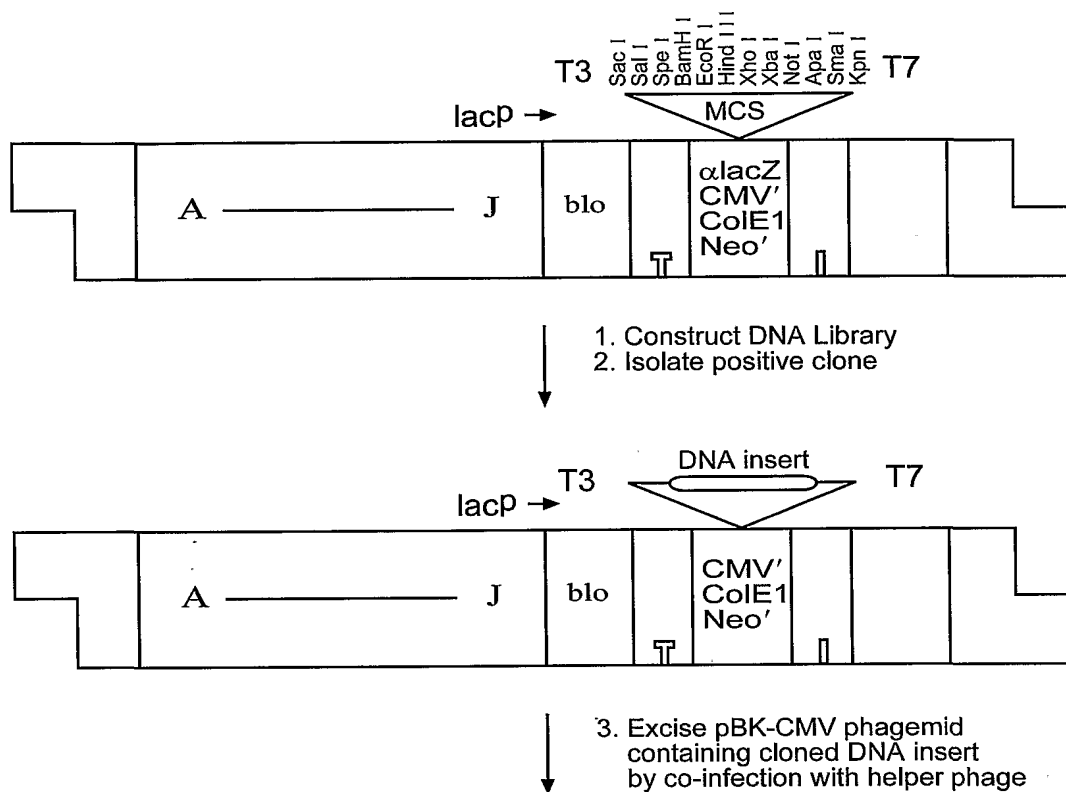 T3
Sac I
Sal I
Spe I
BamH I
EcoR I
Hind III
Xho I
Xba I
Not I
Apa I
Sma I
Kpn I
T7
MCS
lacP →
A
J
blo
αlacZ
CMV'
ColE1
Neo'
T
1. Construct DNA Library
2. Isolate positive clone
DNA insert
T3
T7
lacP →
A
J
blo
CMV'
ColE1
Neo'
T
3. Excise pBK-CMV phagemid
containing cloned DNA insert
by co-infection with helper phage